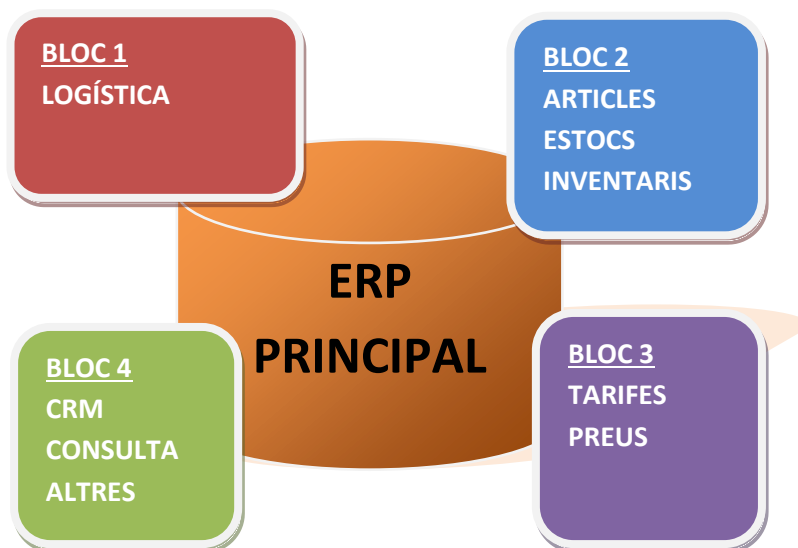 BLOC 1
LOGÍSTICA
BLOC 2
ARTICLES
ESTOCS
INVENTARIS
ERP
PRINCIPAL
BLOC 4
CRM
CONSULTA
ALTRES
BLOC 3
TARIFES
PREUS